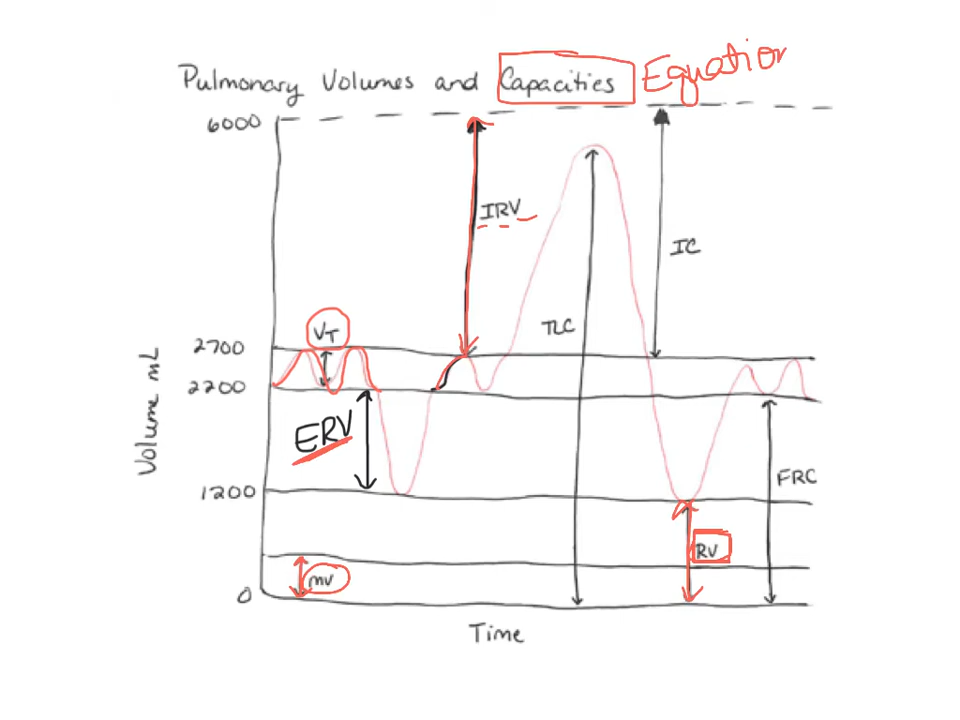 Pulmonary Volumes and Capacities Equation
6000
IRV
IC
VT
TLC
2700
2200
ERV
FRC
1200
RV
mv
0
Volume mL
Time